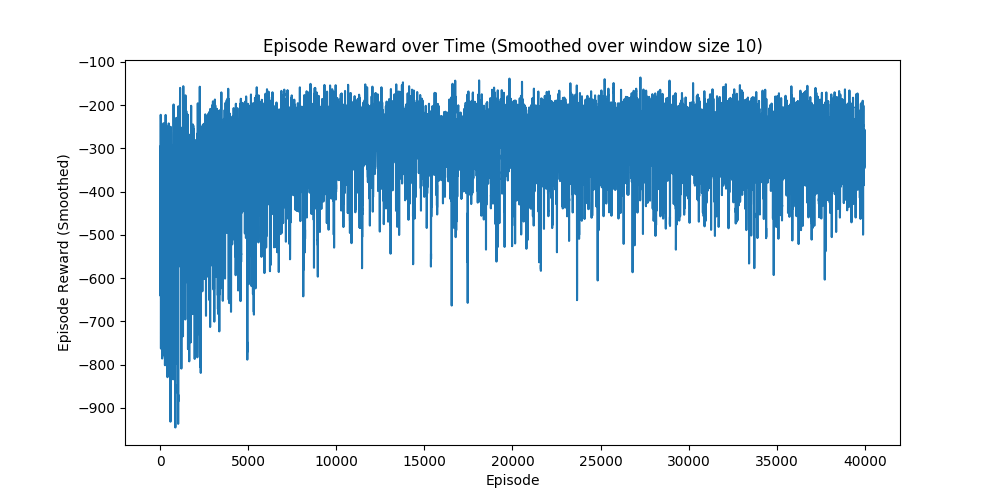 Episode Reward over Time (Smoothed over window size 10)
Episode Reward (Smoothed)
−100
−200
−300
−400
−500
−600
−700
−800
−900
0 5000 10000 15000 20000 25000 30000 35000 40000
Episode